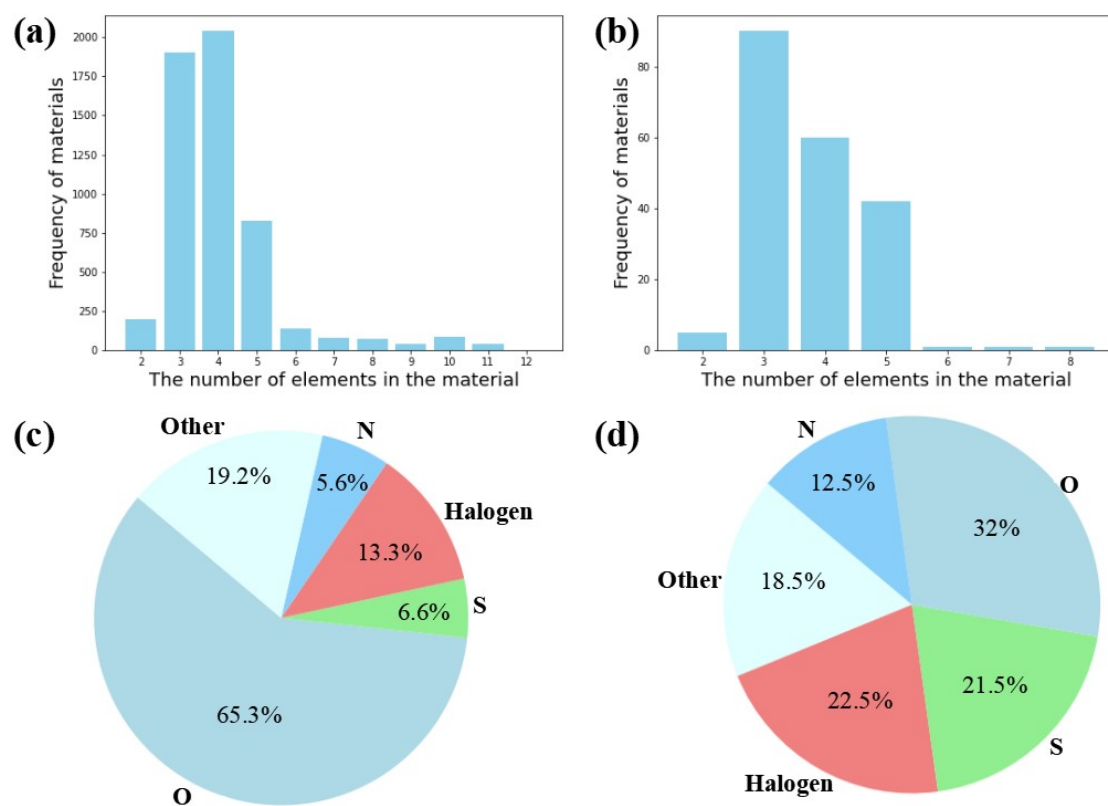 (a)
Frequency of materials
2000
1750
1500
1250
1000
750
500
250
0
2 3 4 5 6 7 8 9 10 11 12
The number of elements in the material
(b)
Frequency of materials
80
60
40
20
0
2 3 4 5 6 7 8
The number of elements in the material
(c)
Other
19.2%
N
5.6%
Halogen
13.3%
S
6.6%
65.3%
O
(d)
N
12.5%
O
32%
Other
18.5%
21.5%
S
22.5%
Halogen